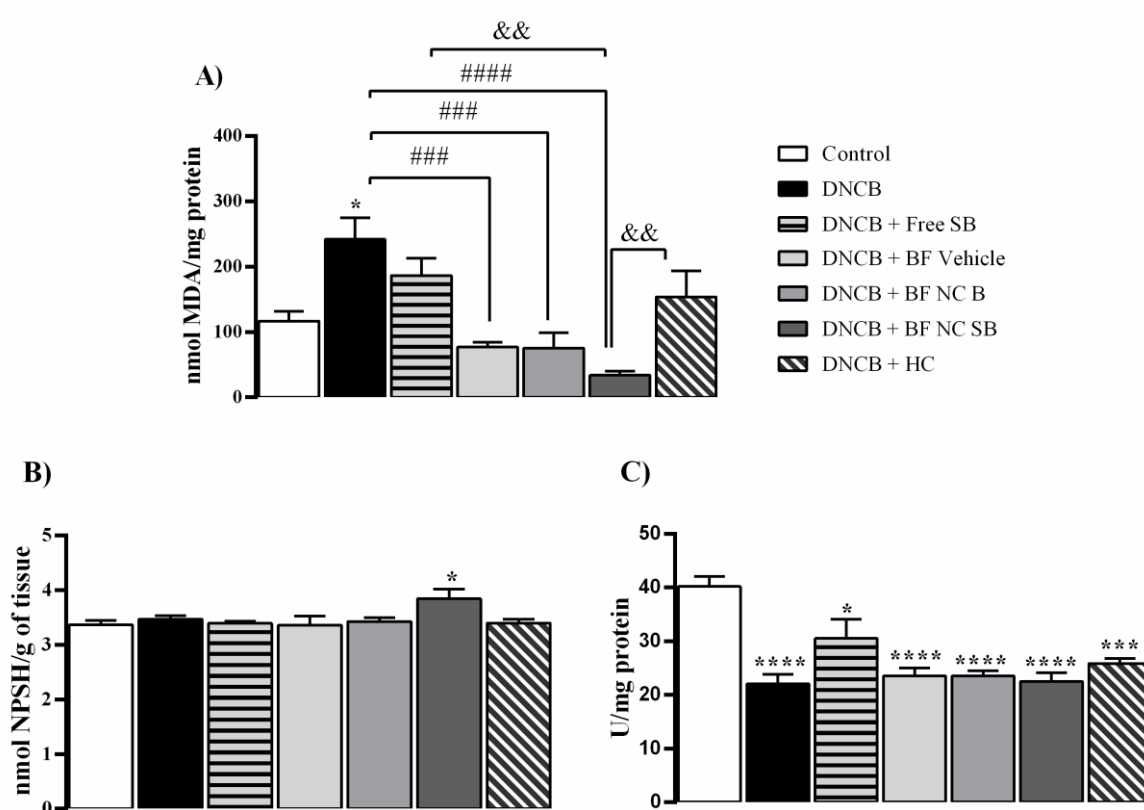 &&
A)
####
###
###
400
300
200
100
0
nmol MDA/mg protein
*
&&
Control
DNCB
DNCB + Free SB
DNCB + BF Vehicle
DNCB + BF NC B
DNCB + BF NC SB
DNCB + HC
B)
5
4
3
2
1
0
nmol NPSH/g of tissue
*
C)
50
40
30
20
10
0
U/mg protein
**** * **** **** **** ***